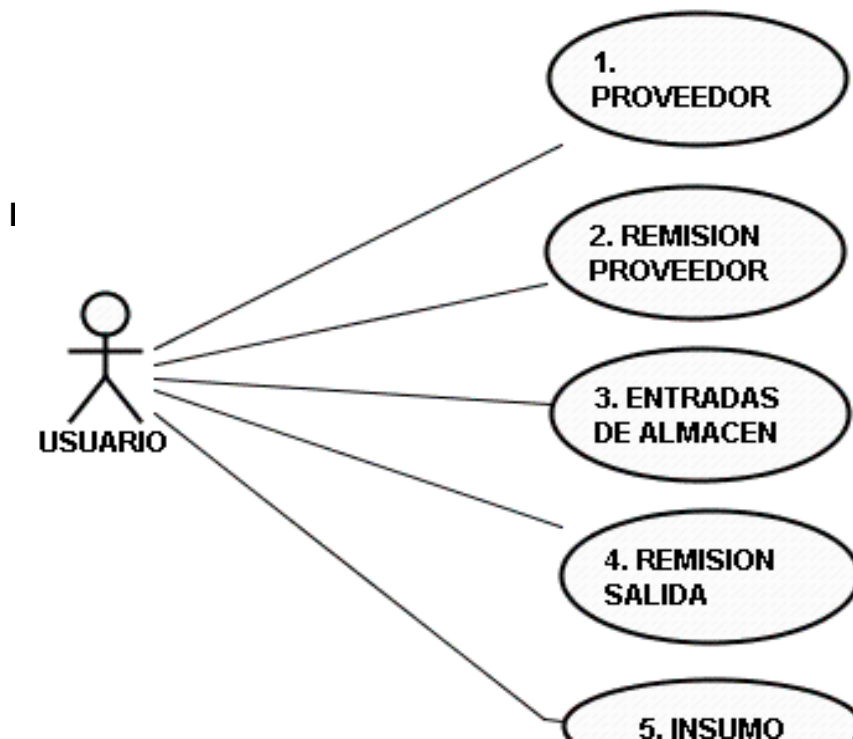 1.
PROVEEDOR
2. REMISION
PROVEEDOR
3. ENTRADAS
DE ALMACEN
USUARIO
4. REMISION
SALIDA
5. INSUMO